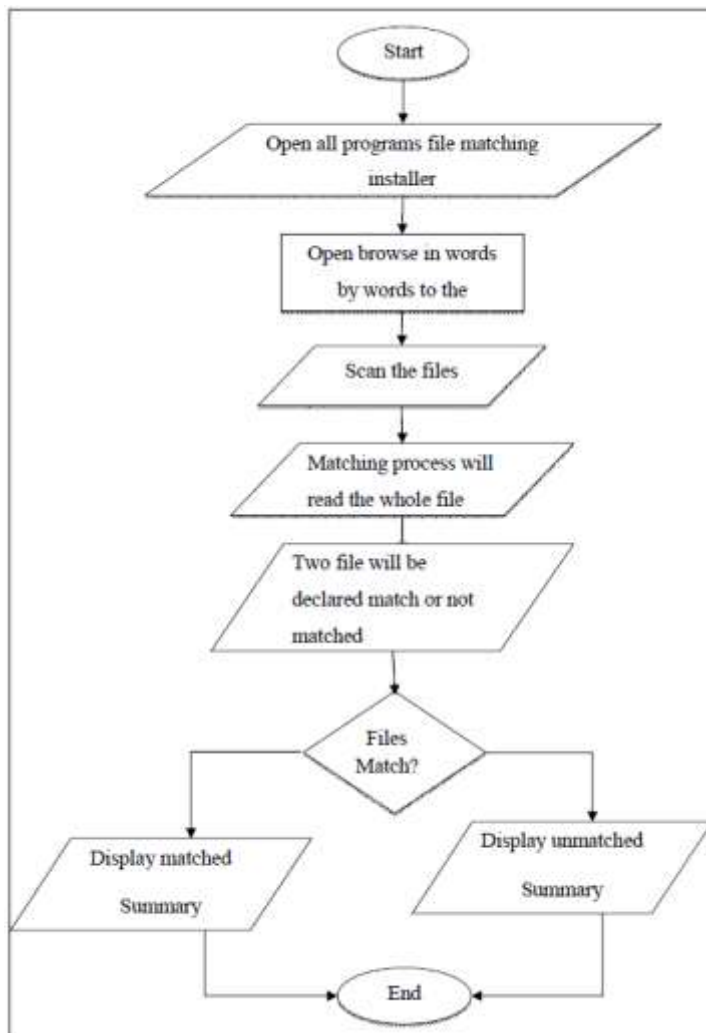 Start
Open all programs file matching
installer
Open browse in words
by words to the
Scan the files
Matching process will
read the whole file
Two file will be
declared match or not
matched
Files
Match?
Display matched
Summary
Display unmatched
Summary
End